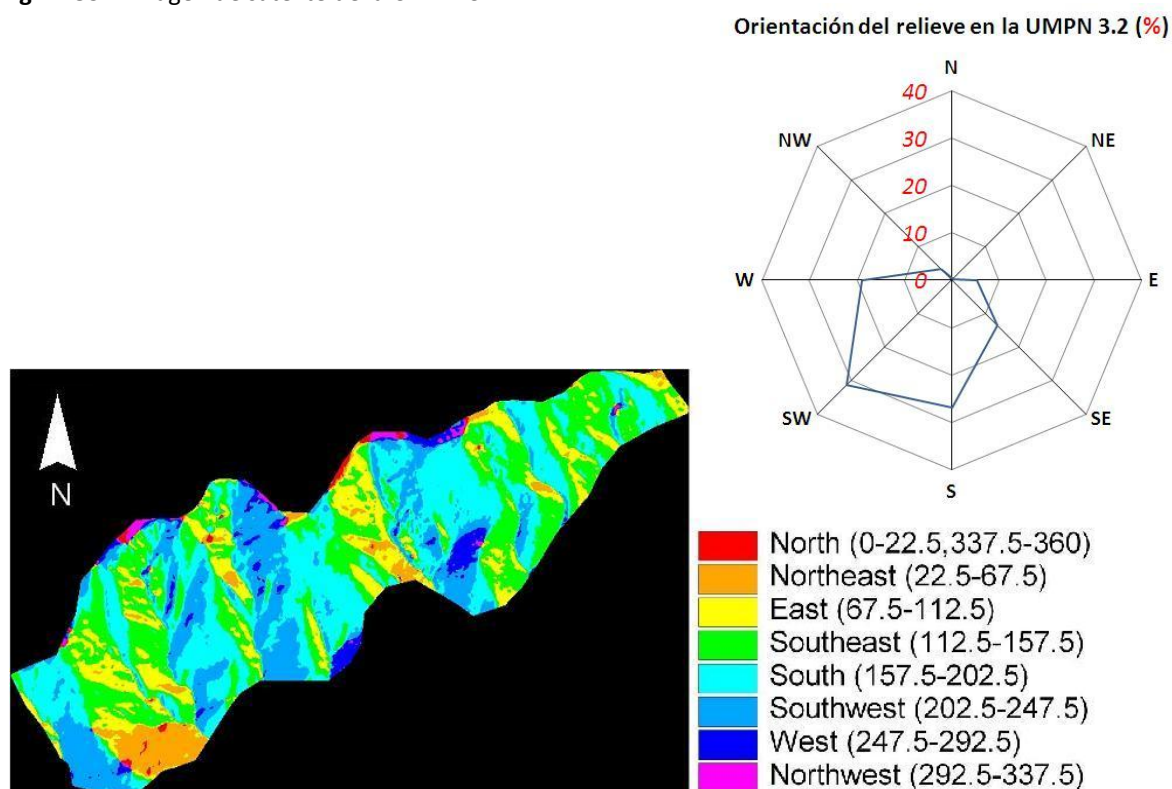 Orientación del relieve en la UMPN 3.2 (%)
N
40
NW
NE
30
20
10
W
0
E
SW
SE
S
N
North (0-22.5,337.5-360)
Northeast (22.5-67.5)
East (67.5-112.5)
Southeast (112.5-157.5)
South (157.5-202.5)
Southwest (202.5-247.5)
West (247.5-292.5)
Northwest (292.5-337.5)